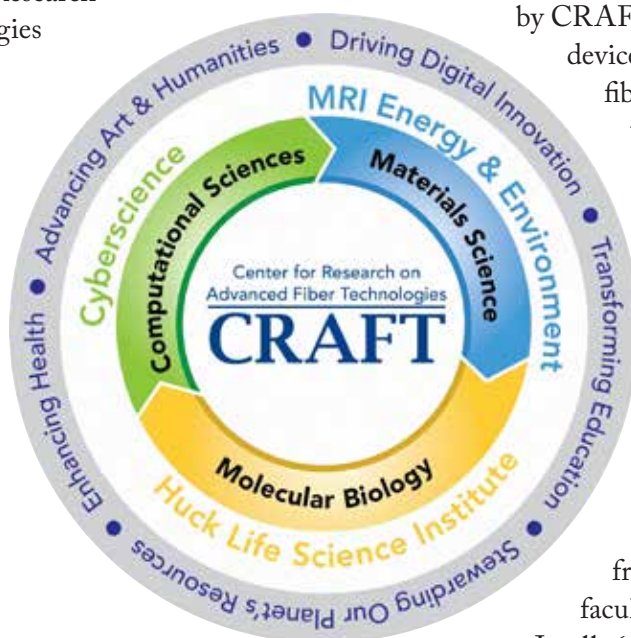 Research
gies
by CRAF
device
fib
Advancing Art & Humanities • Driving Digital Innovation • Transforming Education • Stewarding Our Planet's Resources • Enhancing Health •
Cyberscience
MRI Energy & Environment
Huck Life Science Institute
Computational Sciences
Materials Science
Molecular Biology
Center for Research on
Advanced Fiber Technologies
CRAFT
fr
facul